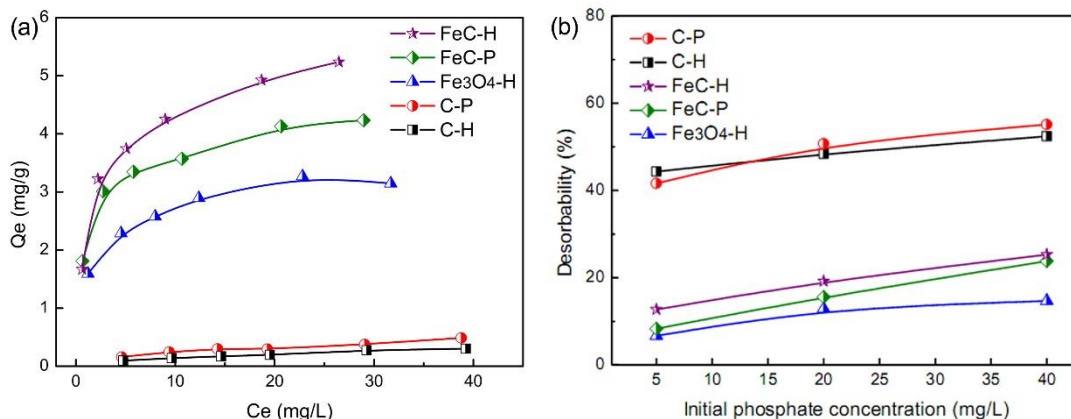 (a)
FeC-H
FeC-P
Fe3O4-H
C-P
C-H
Qe (mg/g)
6
5
4
3
2
1
0
0 10 20 30 40
Ce (mg/L)
(b)
C-P
C-H
FeC-H
FeC-P
Fe3O4-H
Desorbability (%)
80
60
40
20
0
5 10 15 20 25 30 35 40
Initial phosphate concentration (mg/L)